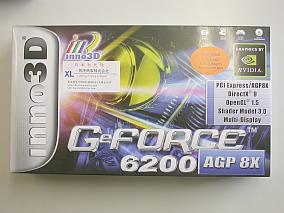 inno3D
inno3D
XL
GRAPHICS BY
NVIDIA
PCI Express/AGP8X
DirectX® 9
OpenGL® 1.5
Shader Model 3.0
Multi-Display
GeFORCE™
6200
AGP 8X